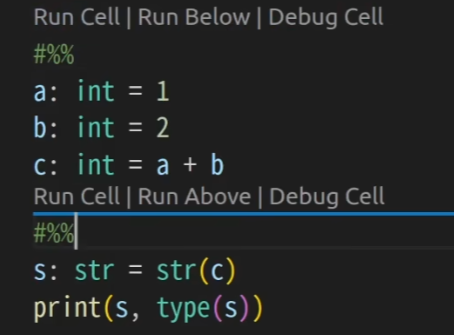 Run Cell | Run Below | Debug Cell
#%%
a: int = 1
b: int = 2
c: int = a + b
Run Cell | Run Above | Debug Cell
#%%
s: str = str(c)
print(s, type(s))